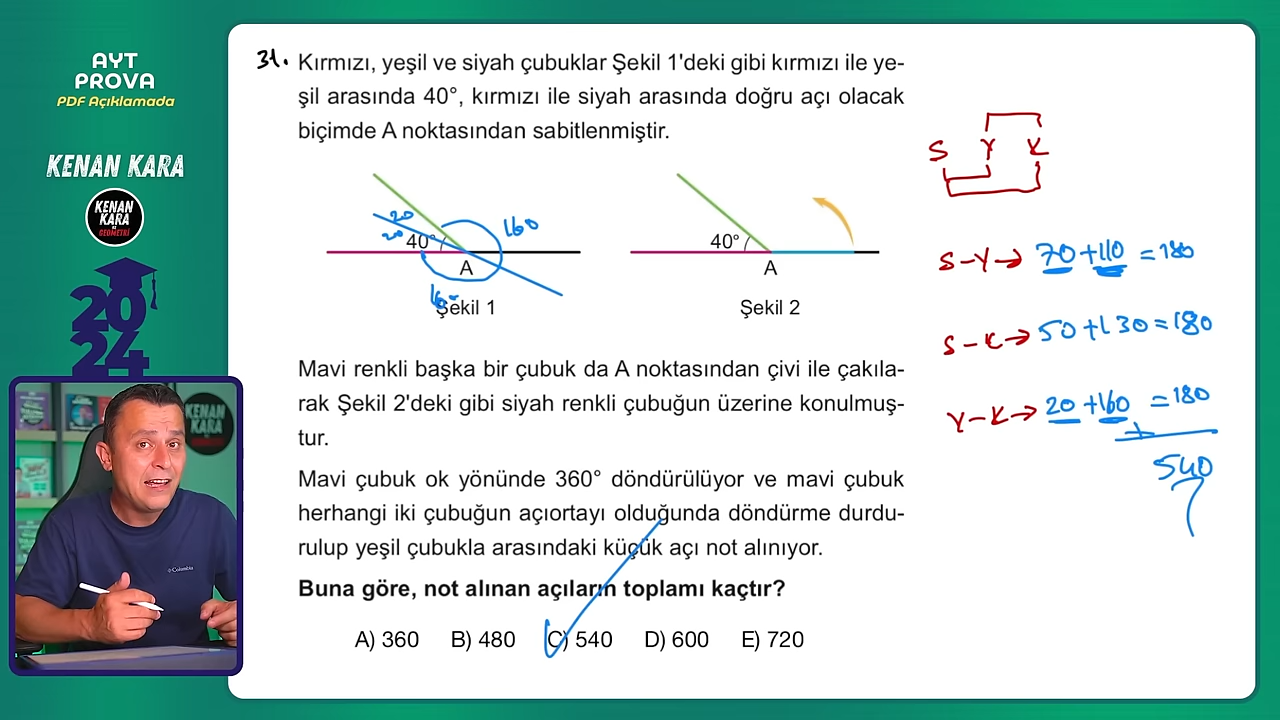 AYT
PROVA
PDF Açıklamada
KENAN KARA
KENAN
KARA
GEOMETRİ
2024
KENAN
KARA
Columbia
31. Kırmızı, yeşil ve siyah çubuklar Şekil 1'deki gibi kırmızı ile ye-
şil arasında 40°, kırmızı ile siyah arasında doğru açı olacak
biçimde A noktasından sabitlenmiştir.
20
20
40°
160
A
Şekil 1
40°
A
Şekil 2
Mavi renkli başka bir çubuk da A noktasından çivi ile çakıla-
rak Şekil 2'deki gibi siyah renkli çubuğun üzerine konulmuş-
tur.
Mavi çubuk ok yönünde 360° döndürülüyor ve mavi çubuk
herhangi iki çubuğun açıortayı olduğunda döndürme durdu-
rulup yeşil çubukla arasındaki küçük açı not alınıyor.
Buna göre, not alınan açıların toplamı kaçtır?
A) 360 B) 480 C) 540 D) 600 E) 720
S Y K
S-Y→ 70+110=180
S-K→ 50+130=180
Y-K→ 20+160=180
+
540